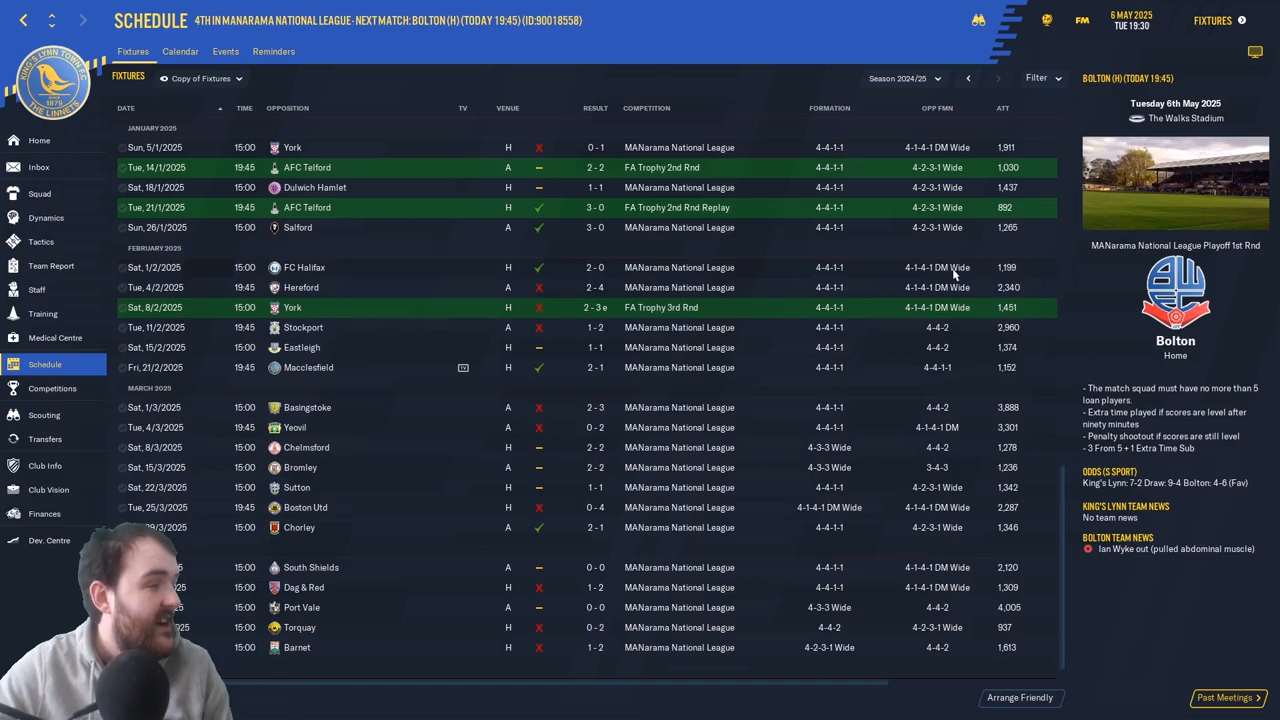 SCHEDULE 4TH IN MANARAMA NATIONAL LEAGUE - NEXT MATCH: BOLTON (H) (TODAY 19:45) (ID:90018558)
FM 6 MAY 2025 TUE 19:30 FIXTURES
Fixtures Calendar Events Reminders
FIXTURES Copy of Fixtures Season 2024/25 Filter
DATE TIME OPPOSITION TV VENUE RESULT COMPETITION FORMATION OPP FMN ATT
JANUARY 2025
Sun, 5/1/2025 15:00 York H X 0 - 1 MANarama National League 4-4-1-1 4-1-4-1 DM Wide 1,911
Tue, 14/1/2025 19:45 AFC Telford A 2 - 2 FA Trophy 2nd Rnd 4-4-1-1 4-2-3-1 Wide 1,030
Sat, 18/1/2025 15:00 Dulwich Hamlet H 1 - 1 MANarama National League 4-4-1-1 4-2-3-1 Wide 1,437
Tue, 21/1/2025 19:45 AFC Telford H 3 - 0 FA Trophy 2nd Rnd Replay 4-4-1-1 4-2-3-1 Wide 892
Sun, 26/1/2025 15:00 Salford A 3 - 0 MANarama National League 4-4-1-1 4-2-3-1 Wide 1,265
FEBRUARY 2025
Sat, 1/2/2025 15:00 FC Halifax H 2 - 0 MANarama National League 4-4-1-1 4-1-4-1 DM Wide 1,199
Tue, 4/2/2025 19:45 Hereford A X 2 - 4 MANarama National League 4-4-1-1 4-1-4-1 DM Wide 2,340
Sat, 8/2/2025 15:00 York H X 2 - 3 e FA Trophy 3rd Rnd 4-4-1-1 4-1-4-1 DM Wide 1,451
Tue, 11/2/2025 19:45 Stockport A X 1 - 2 MANarama National League 4-4-1-1 4-4-2 2,960
Sat, 15/2/2025 15:00 Eastleigh H 1 - 1 MANarama National League 4-4-1-1 4-4-2 1,374
Fri, 21/2/2025 19:45 Macclesfield TV H 2 - 1 MANarama National League 4-4-1-1 4-4-1-1 1,152
MARCH 2025
Sat, 1/3/2025 15:00 Basingstoke A X 2 - 3 MANarama National League 4-4-1-1 4-4-2 3,888
Tue, 4/3/2025 19:45 Yeovil A X 0 - 2 MANarama National League 4-4-1-1 4-1-4-1 DM 3,301
Sat, 8/3/2025 15:00 Chelmsford H 2 - 2 MANarama National League 4-3-3 Wide 4-4-2 1,278
Sat, 15/3/2025 15:00 Bromley A 2 - 2 MANarama National League 4-3-3 Wide 3-4-3 1,236
Sat, 22/3/2025 15:00 Sutton H 1 - 1 MANarama National League 4-4-1-1 4-2-3-1 Wide 1,342
Tue, 25/3/2025 19:45 Boston Utd H X 0 - 4 MANarama National League 4-1-4-1 DM Wide 4-1-4-1 DM Wide 2,287
29/3/2025 15:00 Chorley A 2 - 1 MANarama National League 4-4-1-1 4-2-3-1 Wide 1,346
15:00 South Shields A 0 - 0 MANarama National League 4-4-1-1 4-1-4-1 DM Wide 2,120
15:00 Dag & Red H X 1 - 2 MANarama National League 4-4-1-1 4-1-4-1 DM Wide 1,309
15:00 Port Vale A 0 - 0 MANarama National League 4-3-3 Wide 4-4-2 4,005
15:00 Torquay H X 0 - 2 MANarama National League 4-4-2 4-2-3-1 Wide 937
15:00 Barnet H X 1 - 2 MANarama National League 4-2-3-1 Wide 4-4-2 1,613
Arrange Friendly
KING'S LYNN TOWN F.C
1879
THE LINNETS
Home
Inbox
Squad
Dynamics
Tactics
Team Report
Staff
Training
Medical Centre
Schedule
Competitions
Scouting
Transfers
Club Info
Club Vision
Finances
Dev. Centre
BOLTON (H) (TODAY 19:45)
Tuesday 6th May 2025
The Walks Stadium
MANarama National League Playoff 1st Rnd
Bolton
Home
- The match squad must have no more than 5
loan players.
- Extra time played if scores are level after
ninety minutes
- Penalty shootout if scores are still level
- 3 From 5 + 1 Extra Time Sub
ODDS (S SPORT)
King's Lynn: 7-2 Draw: 9-4 Bolton: 4-6 (Fav)
KING'S LYNN TEAM NEWS
No team news
BOLTON TEAM NEWS
Ian Wyke out (pulled abdominal muscle)
Past Meetings